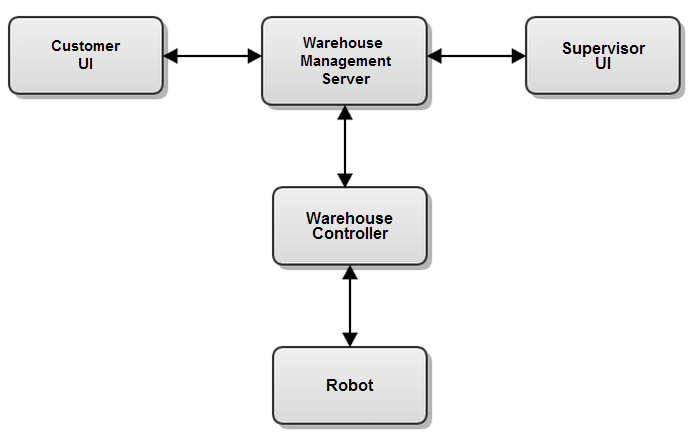 Customer
UI
Warehouse
Management
Server
Supervisor
UI
Warehouse
Controller
Robot